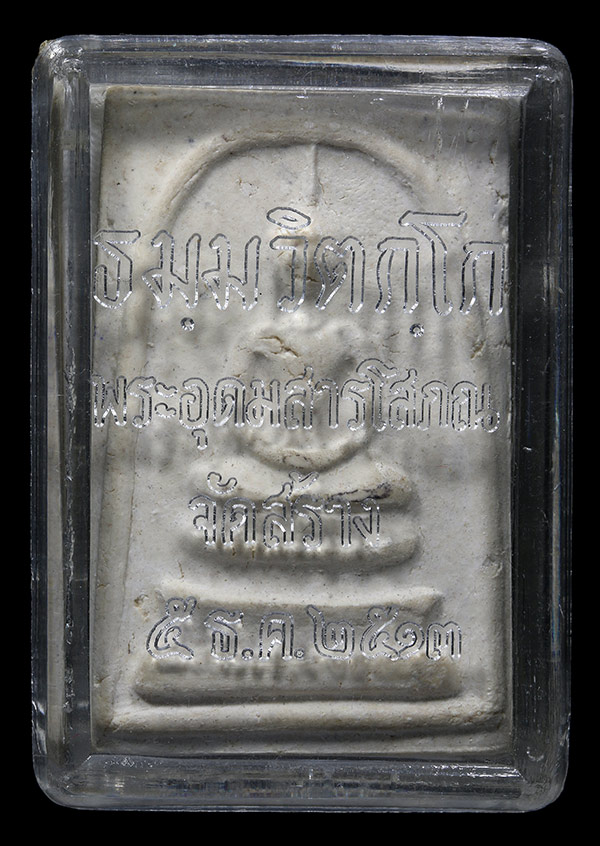 ธมฺมวิตกฺโก
พระอุดมสารโสภณ
จัดสร้าง
๕ ธ.ค. ๒๕๑๓